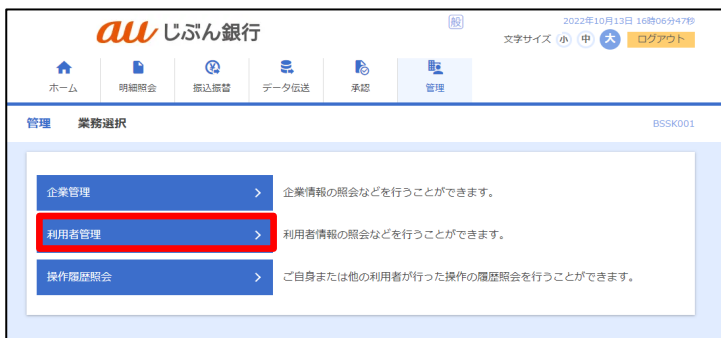 au じぶん銀行
般
2022年10月13日 16時06分47秒
文字サイズ 小 中 大 ログアウト
ホーム 明細照会 振込振替 データ伝送 承認 管理
管理 業務選択 BSSK001
企業管理 企業情報の照会などを行うことができます。
利用者管理 利用者情報の照会などを行うことができます。
操作履歴照会 ご自身または他の利用者が行った操作の履歴照会を行うことができます。